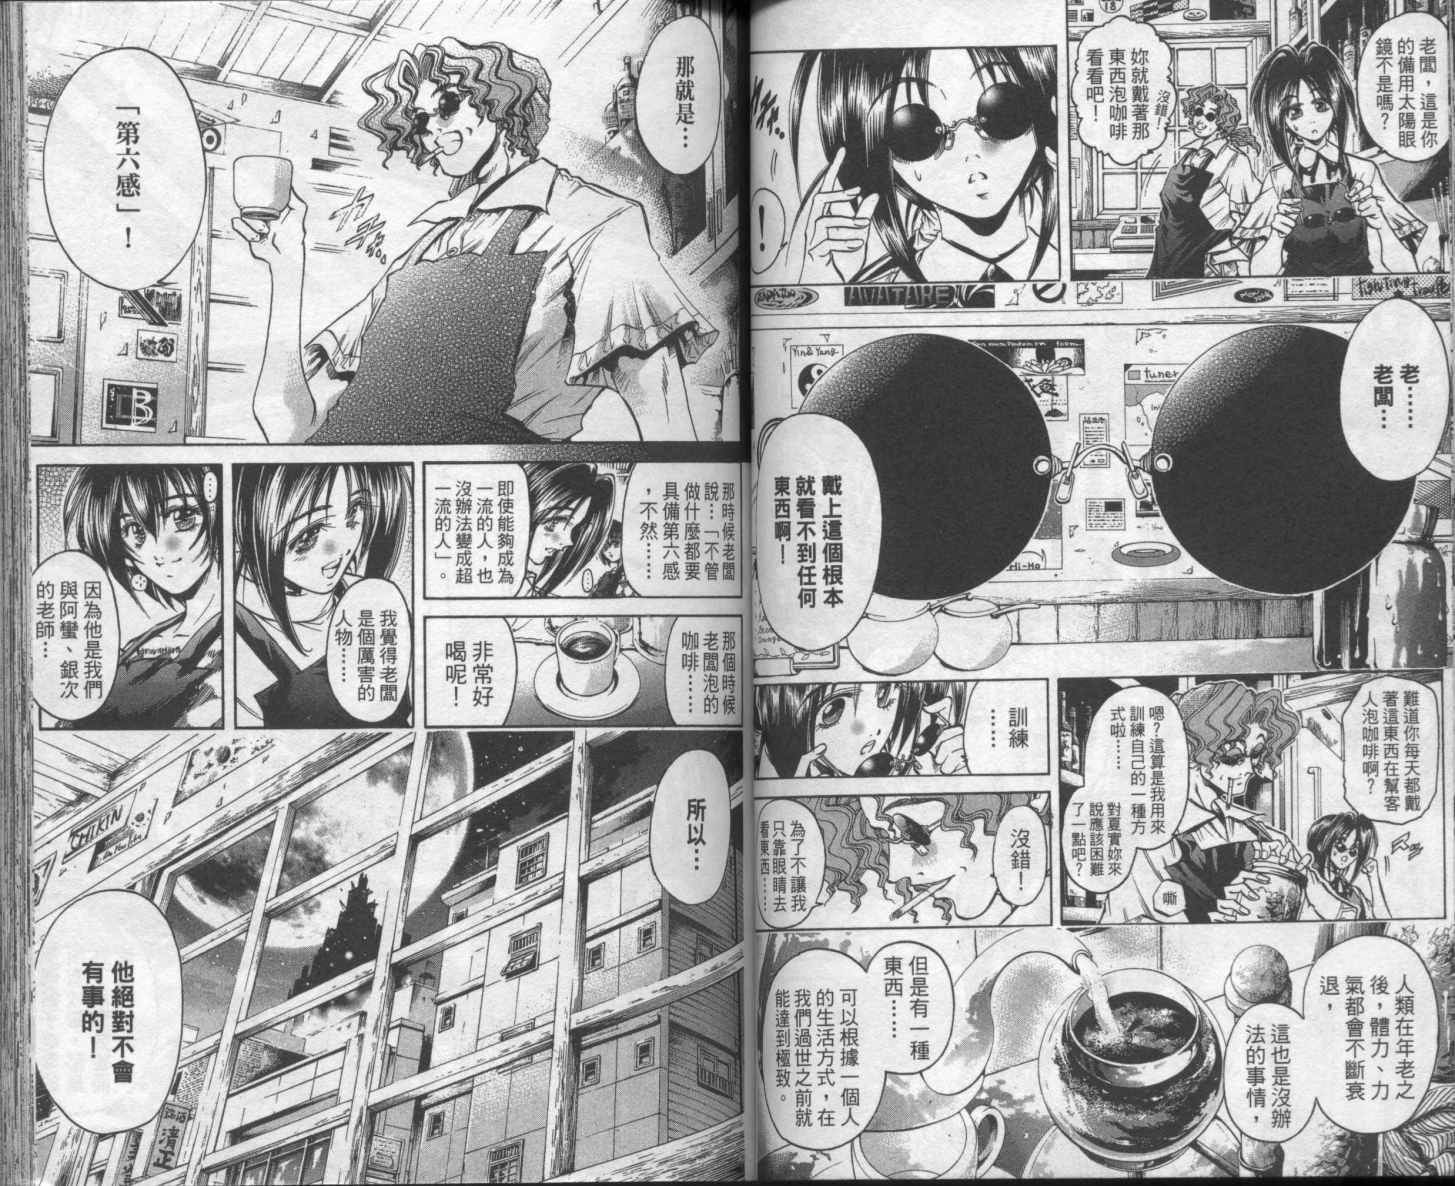 老闆，這是你
的備用太陽眼
鏡不是嗎？
沒錯！
妳就戴著那
東西泡咖啡
看看吧！
！
AVATARE
Yin & Yang
tuner
Hi-Ho
老……
老闆…
戴上這個根本
就看不到任何
東西啊！
難道你每天都戴
著這東西在幫客
人泡咖啡啊？
嗯？這算是我用來
訓練自己的一種方
式啦……
對夏實妳來
說應該困難
了一點吧？
嘶
訓練
……
沒錯！
為了不讓我
只靠眼睛去
看東西……
人類在年老之
後，體力、力
氣都會不斷衰
退，
這也是沒辦
法的事情，
但是有一種
東西……
可以根據一個人
的生活方式，在
我們過世之前就
能達到極致。
那就是…
「第六感」！
B
那時候老闆
說…「不管
做什麼都要
具備第六感
，不然……
即使能夠成為
一流的人，也
沒辦法變成超
一流的人」。
…
那個時候
老闆泡的
咖啡……
非常好
喝呢！
我覺得老闆
是個厲害的
人物……
…
因為他是我們
與阿蠻、銀次
的老師…
所以…
CHIKIN
清正
他絕對不會
有事的！